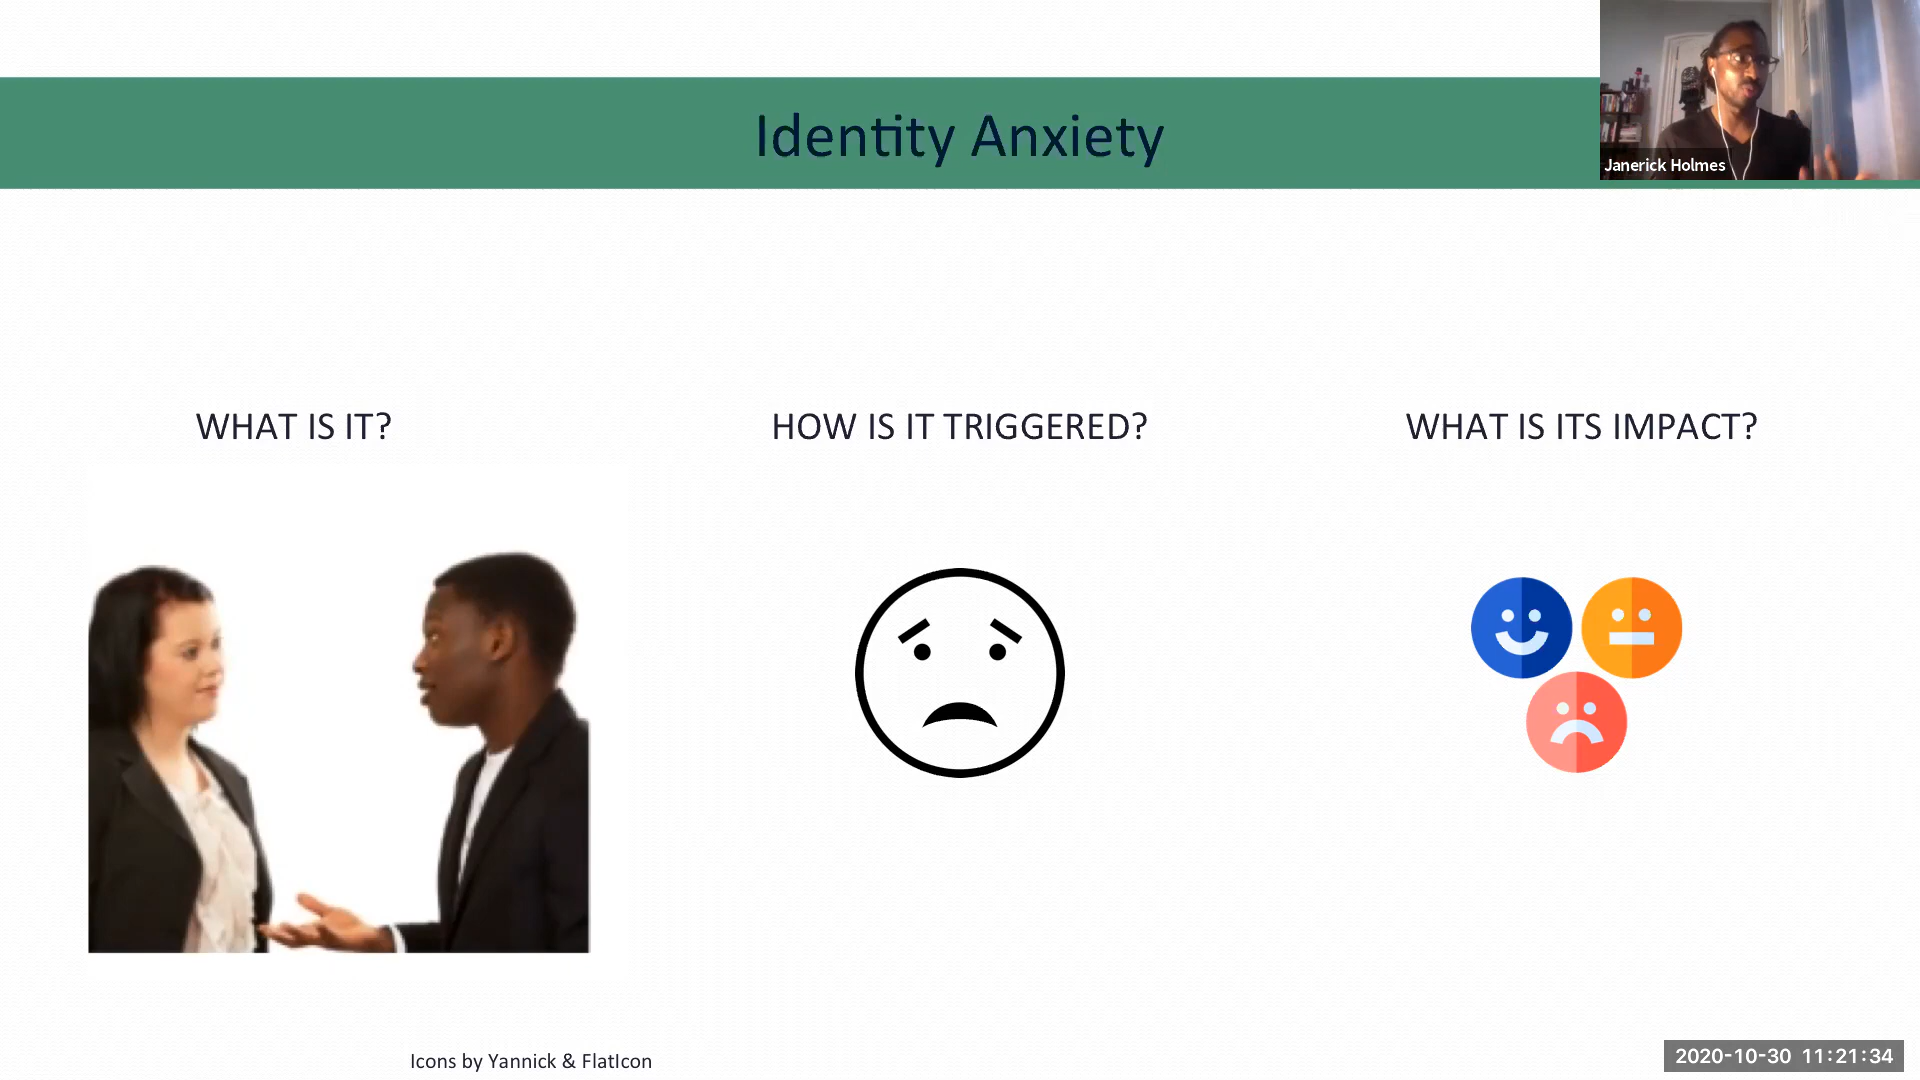 Identity Anxiety
Janerick Holmes
WHAT IS IT?
HOW IS IT TRIGGERED?
WHAT IS ITS IMPACT?
Icons by Yannick & FlatIcon
2020-10-30 11:21:34